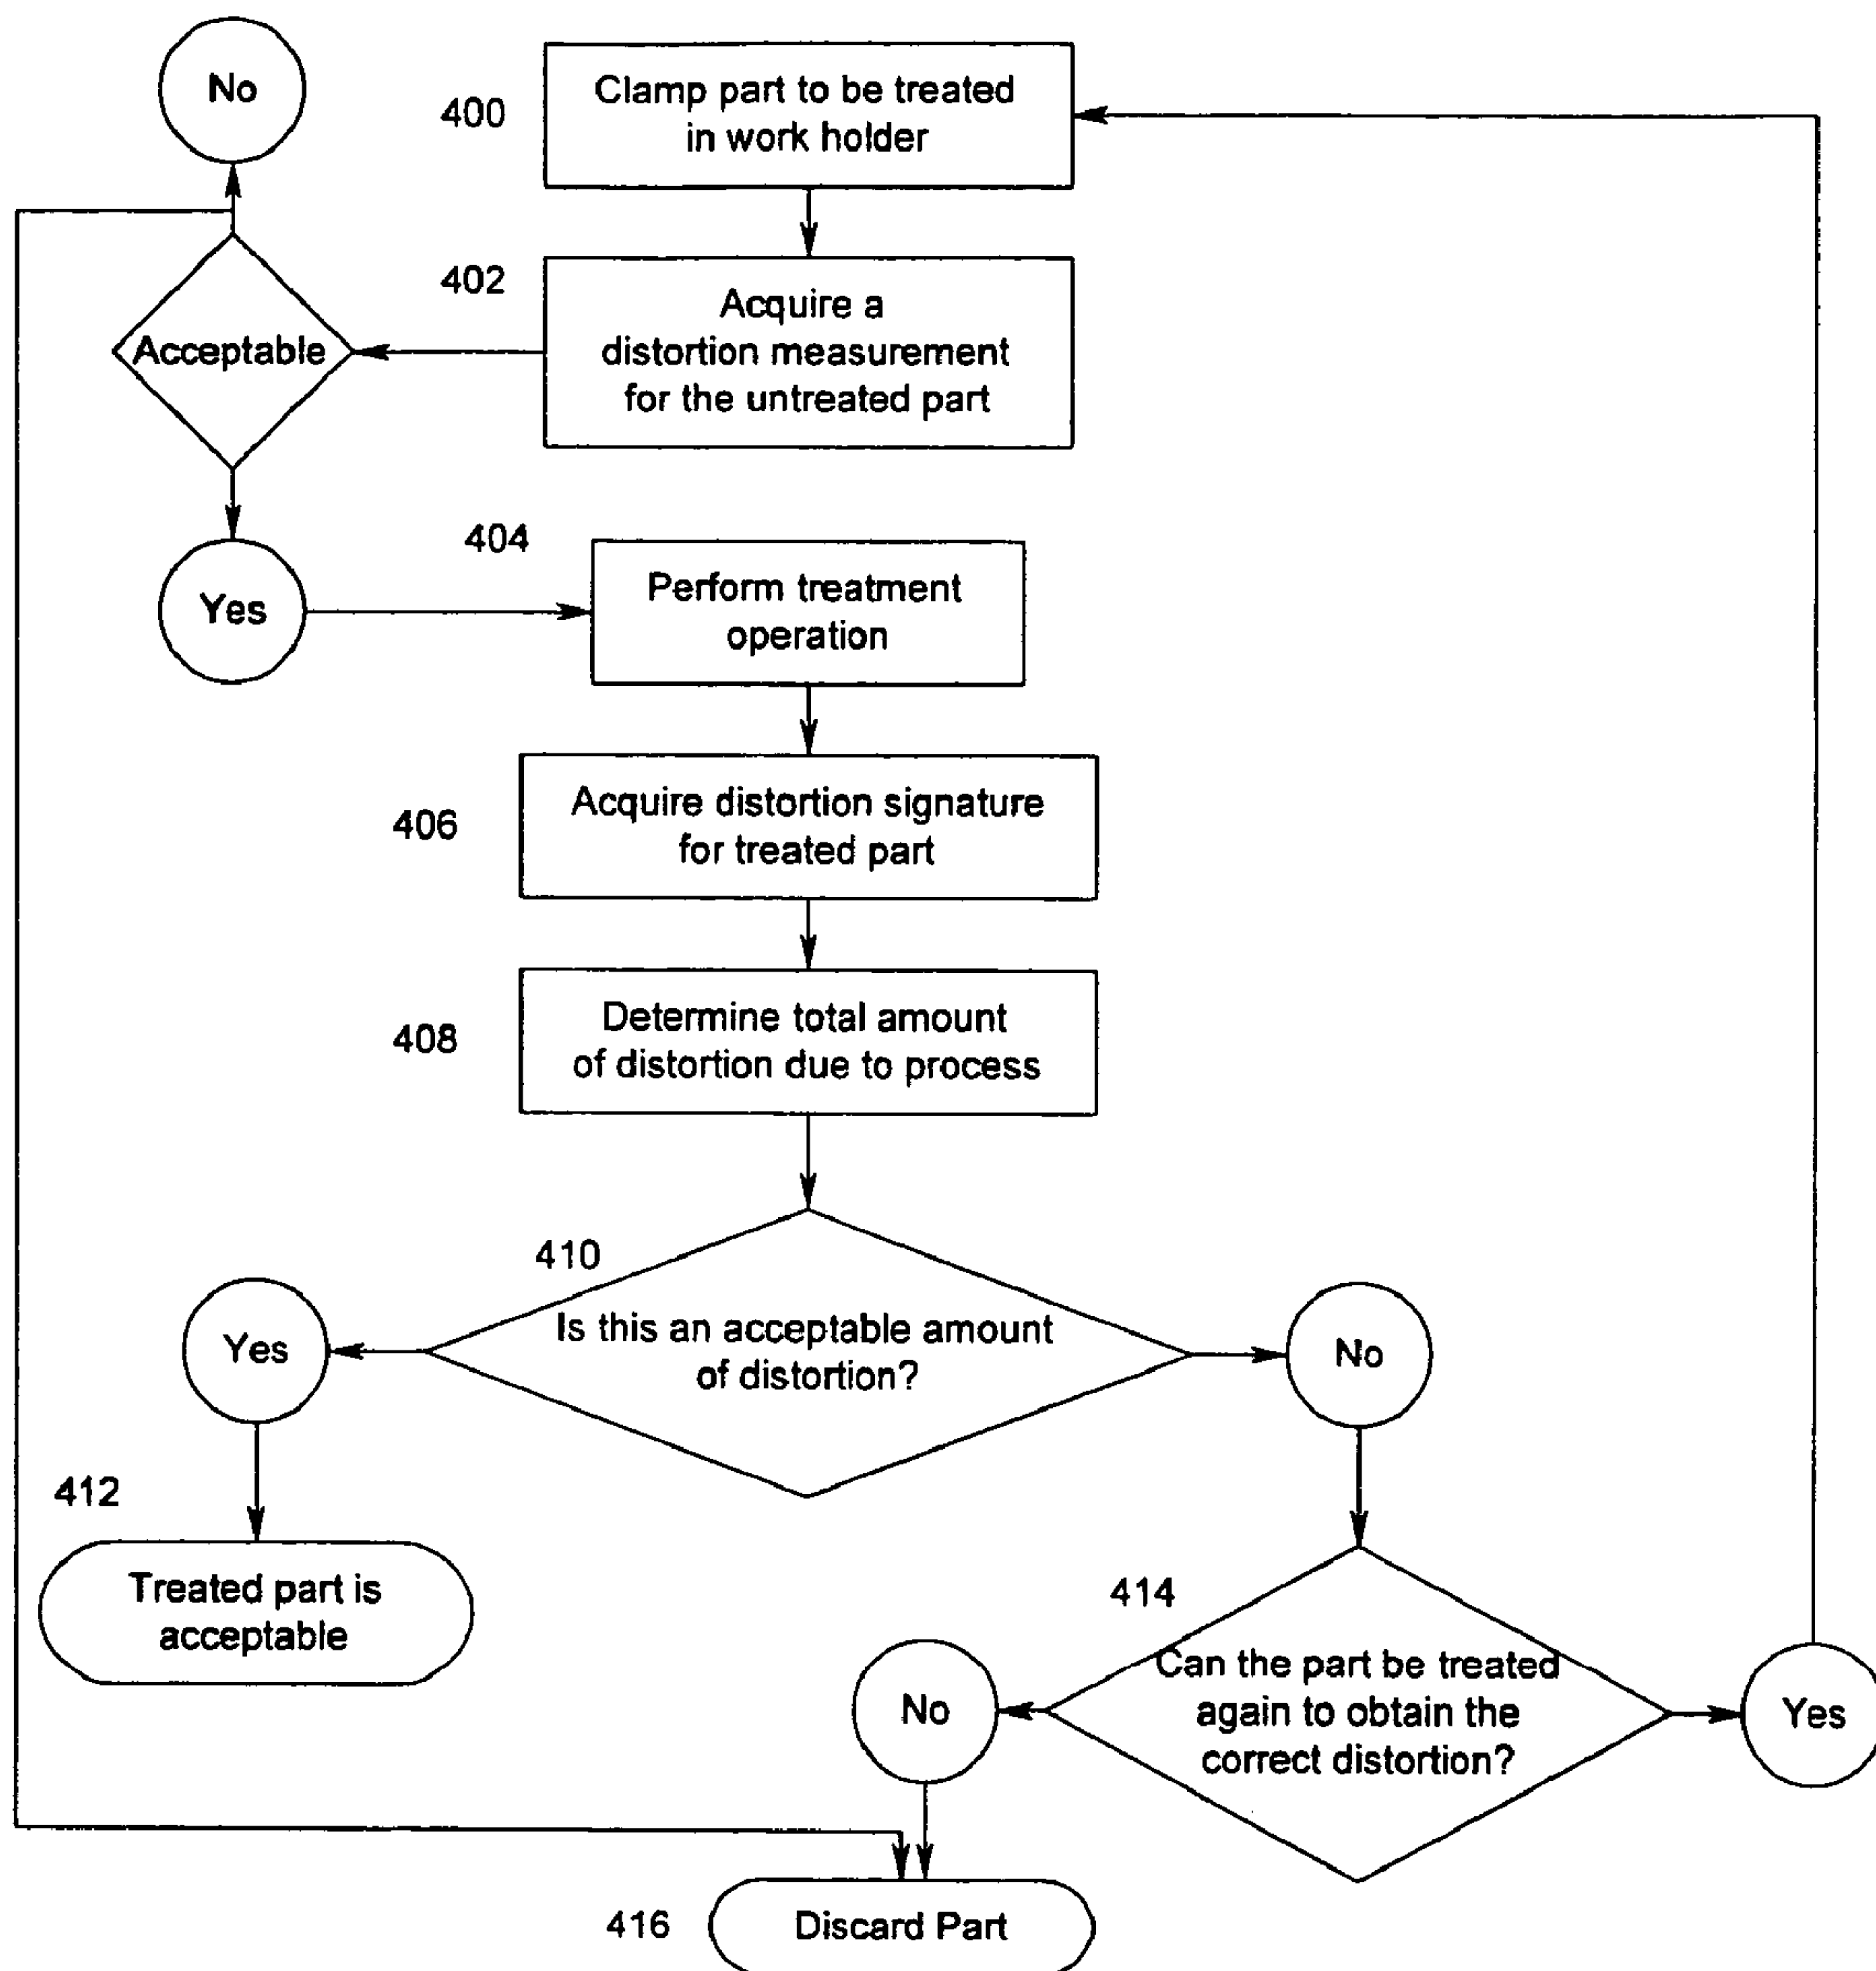 No
400
Clamp part to be treated
in work holder
402
Acquire a
distortion measurement
for the untreated part
Acceptable
Yes
404
Perform treatment
operation
406
Acquire distortion signature
for treated part
408
Determine total amount
of distortion due to process
410
Is this an acceptable amount
of distortion?
Yes
No
412
Treated part is
acceptable
414
Can the part be treated
again to obtain the
correct distortion?
No
Yes
416
Discard Part